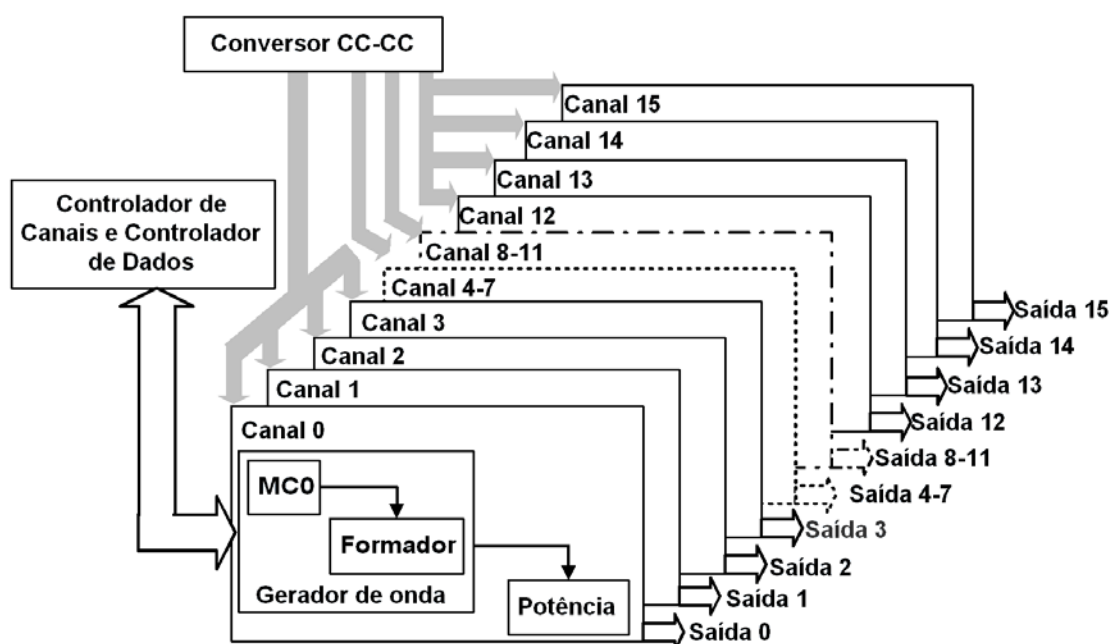 Conversor CC-CC
Canal 15
Canal 14
Canal 13
Canal 12
Canal 8-11
Canal 4-7
Canal 3
Canal 2
Canal 1
Canal 0
Controlador de
Canais e Controlador
de Dados
MC0
Formador
Gerador de onda
Potência
Saída 15
Saída 14
Saída 13
Saída 12
Saída 8-11
Saída 4-7
Saída 3
Saída 2
Saída 1
Saída 0